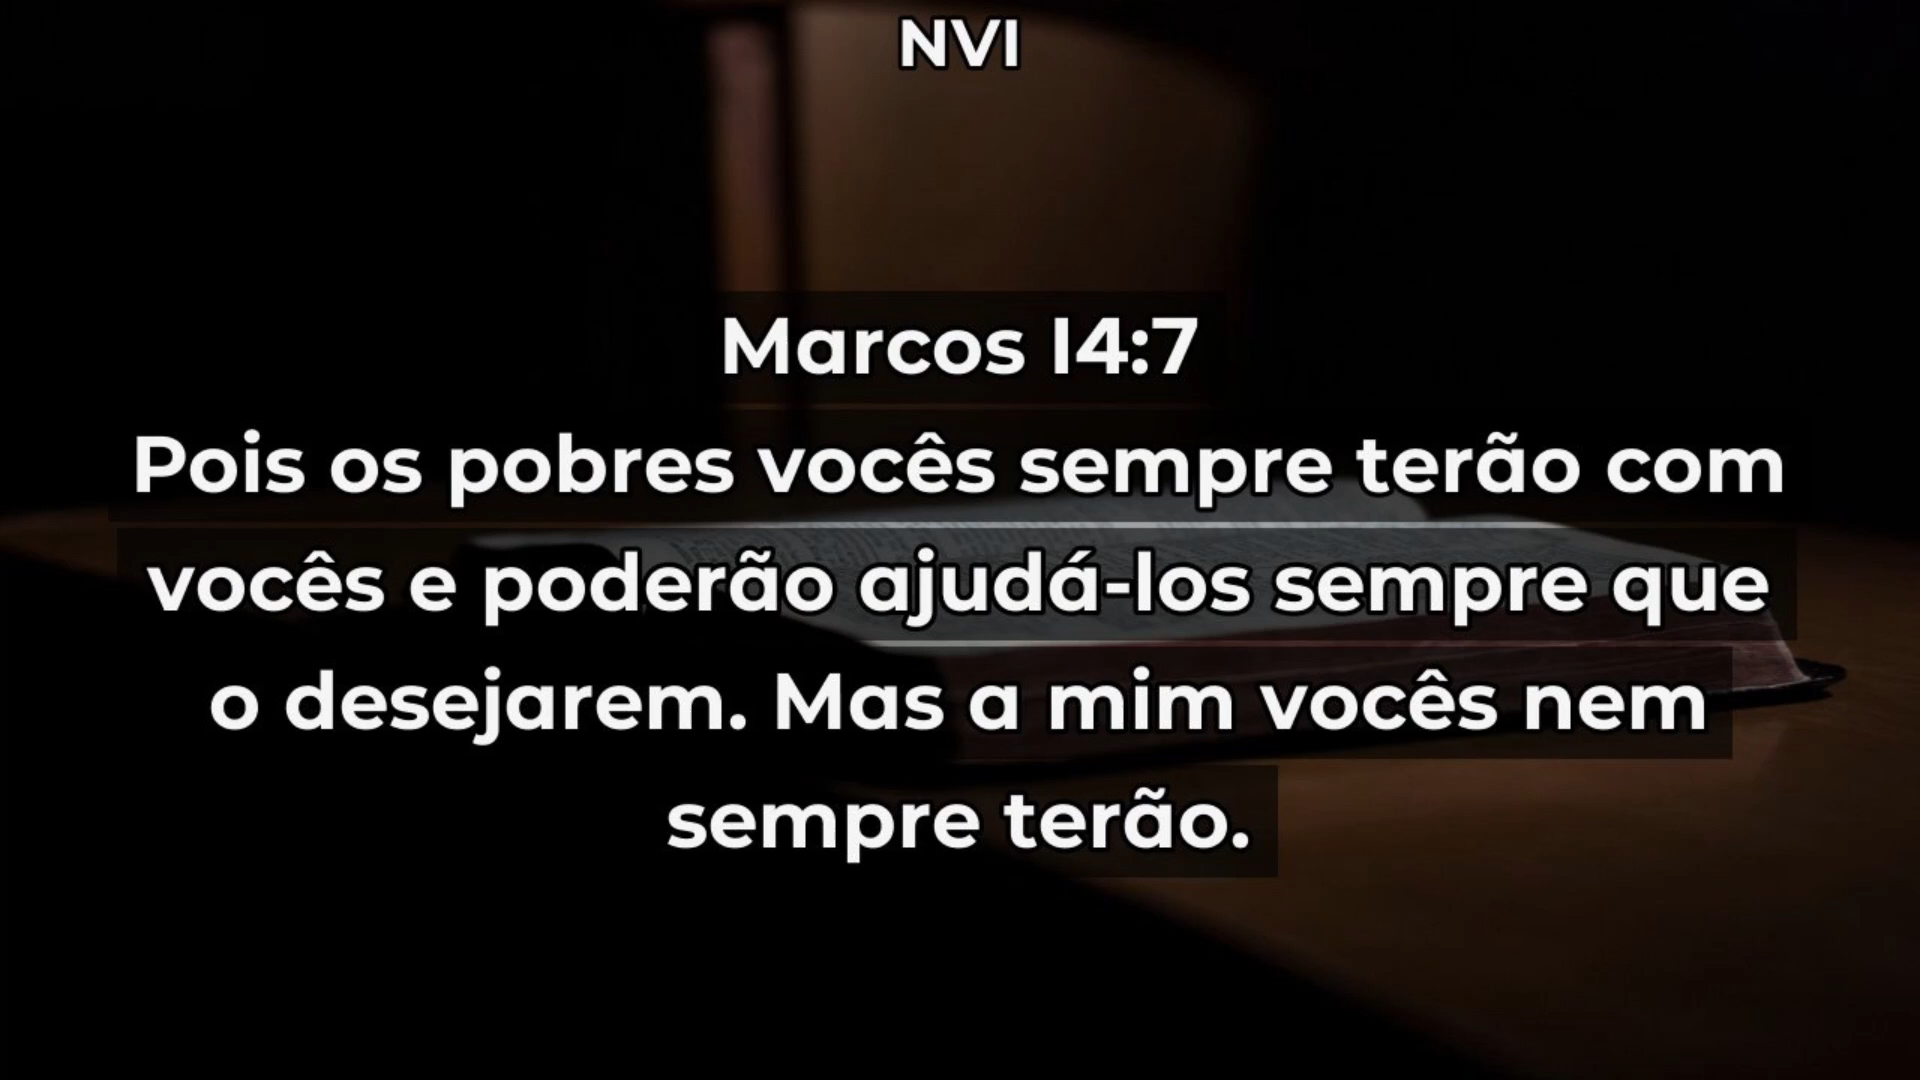 NVI
Marcos 14:7
Pois os pobres vocês sempre terão com
vocês e poderão ajudá-los sempre que
o desejarem. Mas a mim vocês nem
sempre terão.